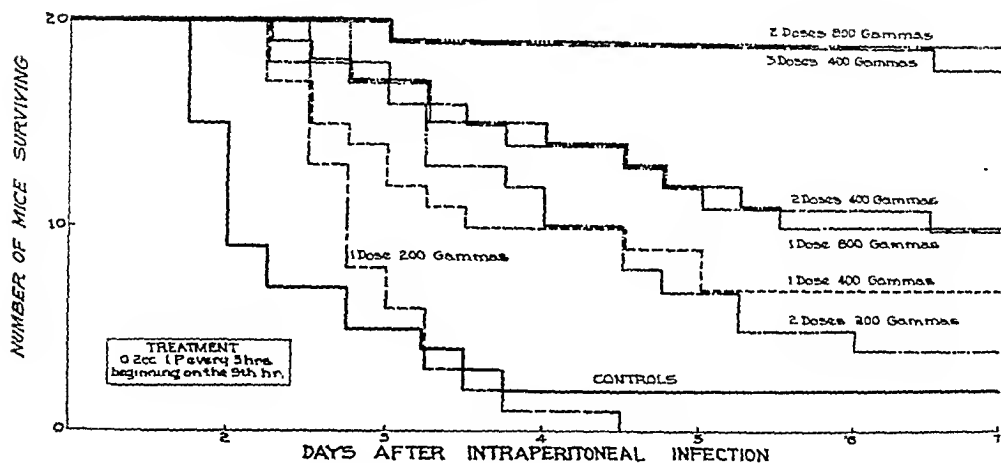 20
2 Doses 800 Gammas
3 Doses 400 Gammas
NUMBER OF MICE SURVIVING
10
2 Doses 400 Gammas
1 Dose 800 Gammas
1 Dose 200 Gammas
1 Dose 400 Gammas
2 Doses 200 Gammas
TREATMENT
0 2cc I P every 3 hrs
beginning on the 9th hr.
CONTROLS
0
2 3 4 5 6 7
DAYS AFTER INTRAPERITONEAL INFECTION